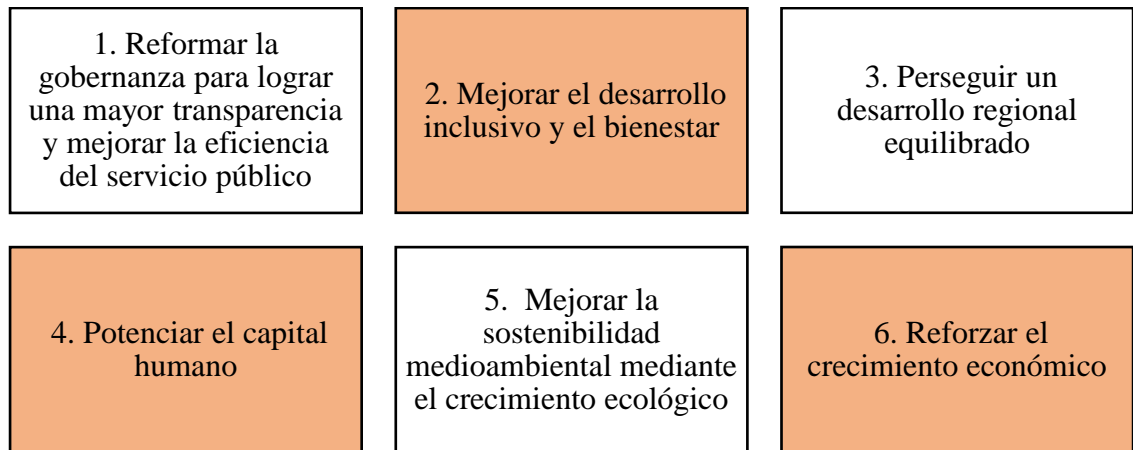 1. Reformar la
gobernanza para lograr
una mayor transparencia
y mejorar la eficiencia
del servicio público
2. Mejorar el desarrollo
inclusivo y el bienestar
3. Perseguir un
desarrollo regional
equilibrado
4. Potenciar el capital
humano
5. Mejorar la
sostenibilidad
medioambiental mediante
el crecimiento ecológico
6. Reforzar el
crecimiento económico